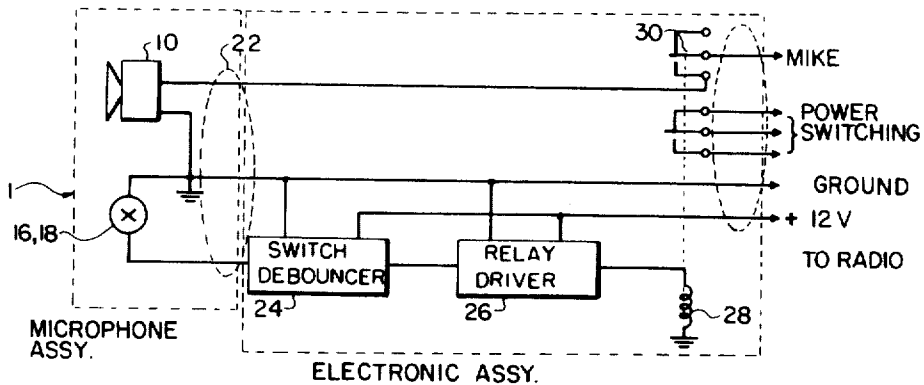 10
22
30
MIKE
POWER
SWITCHING
1
GROUND
+ 12 V
16,18
SWITCH
DEBOUNCER
RELAY
DRIVER
TO RADIO
24
26
28
MICROPHONE
ASSY.
ELECTRONIC ASSY.